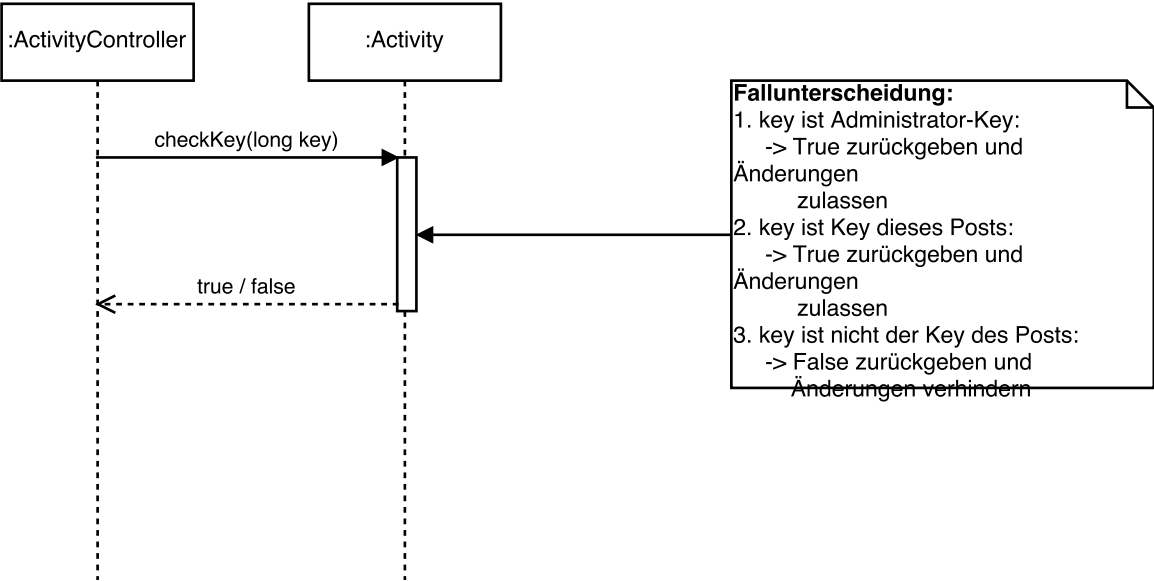 :ActivityController
:Activity
checkKey(long key)
true / false
Fallunterscheidung:
1. key ist Administrator-Key:
-> True zurückgeben und
Änderungen
zulassen
2. key ist Key dieses Posts:
-> True zurückgeben und
Änderungen
zulassen
3. key ist nicht der Key des Posts:
-> False zurückgeben und
Änderungen verhindern